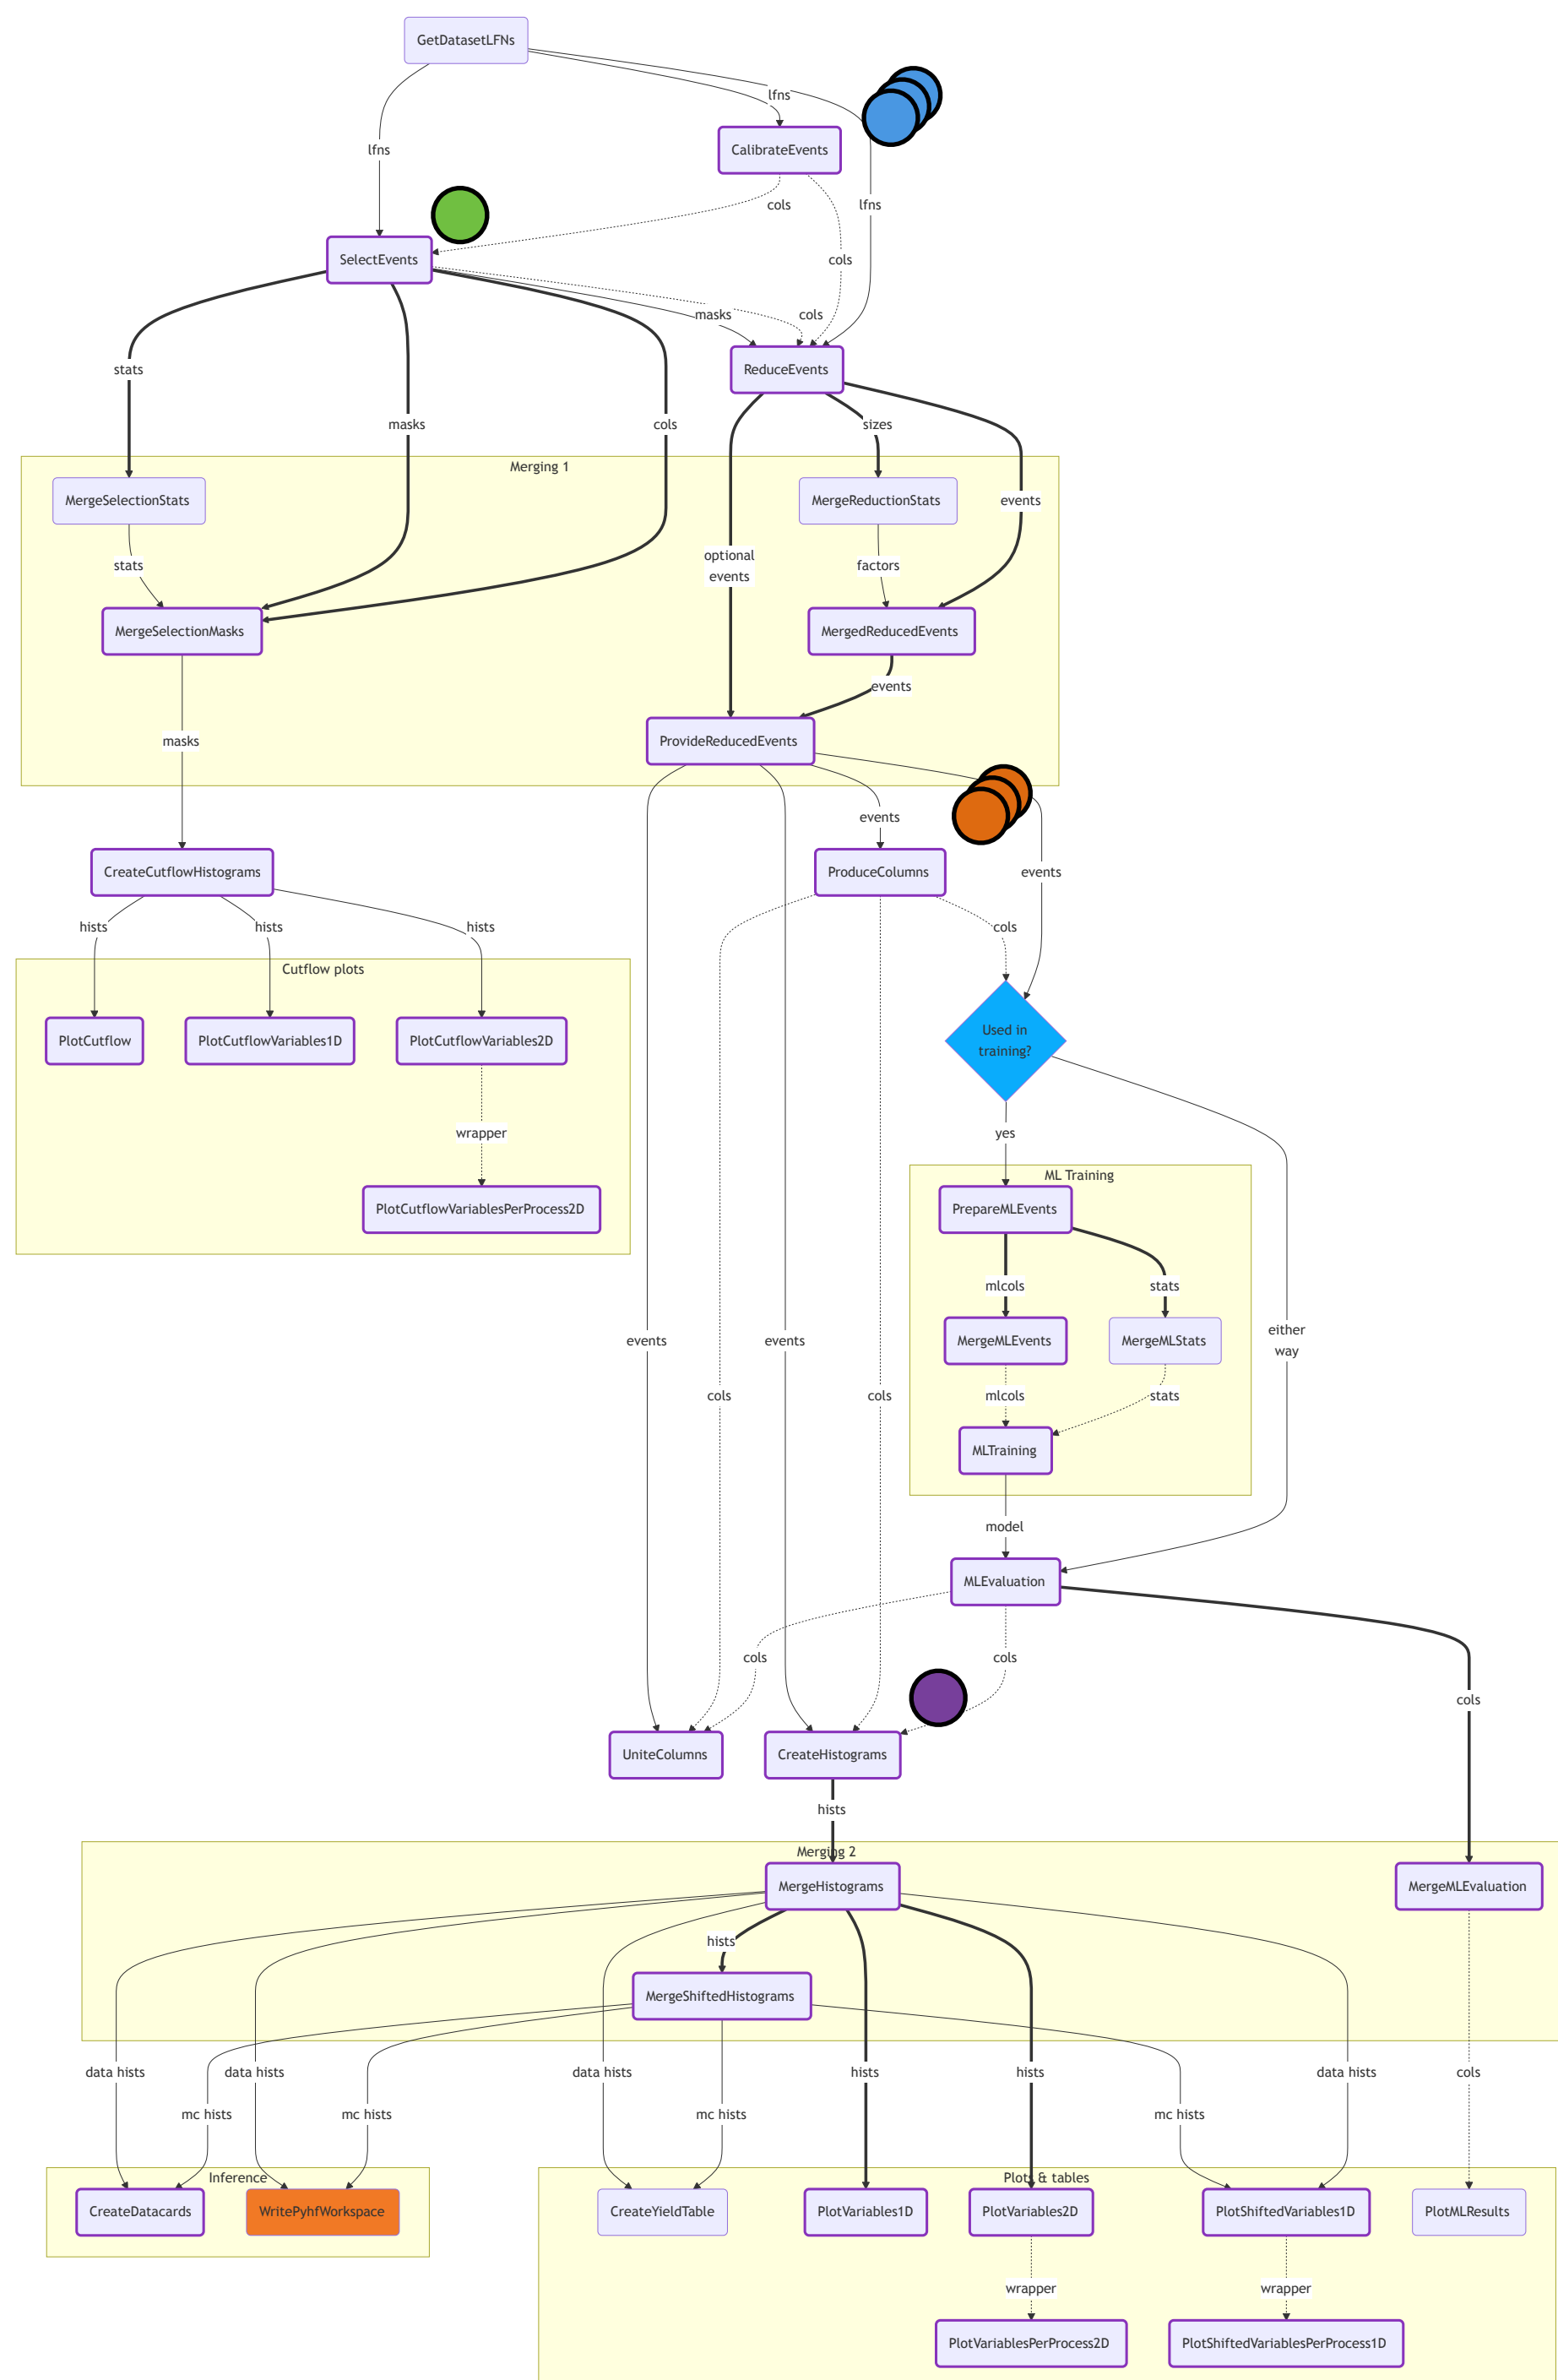 GetDatasetLFNs
lfns
CalibrateEvents
lfns
cols
lfns
SelectEvents
cols
masks
cols
stats
ReduceEvents
masks
cols
sizes
Merging 1
MergeSelectionStats
MergeReductionStats
events
stats
optional
events
factors
MergeSelectionMasks
MergedReducedEvents
events
masks
ProvideReducedEvents
events
CreateCutflowHistograms
ProduceColumns
events
hists
hists
hists
cols
Cutflow plots
PlotCutflow
PlotCutflowVariables1D
PlotCutflowVariables2D
Used in
training?
wrapper
yes
ML Training
PlotCutflowVariablesPerProcess2D
PrepareMLEvents
mlcols
stats
events
events
MergeMLEvents
MergeMLStats
either
way
cols
cols
mlcols
stats
MLTraining
model
MLEvaluation
cols
cols
cols
UniteColumns
CreateHistograms
hists
Merging 2
MergeHistograms
MergeMLEvaluation
hists
MergeShiftedHistograms
data hists
data hists
data hists
hists
hists
data hists
cols
mc hists
mc hists
mc hists
mc hists
Inference
Plots & tables
CreateDatacards
WritePyhfWorkspace
CreateYieldTable
PlotVariables1D
PlotVariables2D
PlotShiftedVariables1D
PlotMLResults
wrapper
wrapper
PlotVariablesPerProcess2D
PlotShiftedVariablesPerProcess1D